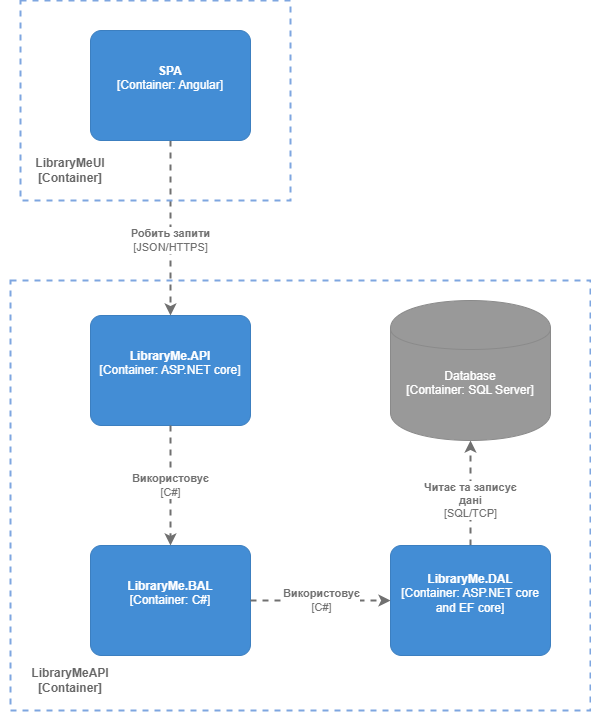 SPA
[Container: Angular]
LibraryMeUI
[Container]
Робить запити
[JSON/HTTPS]
LibraryMe.API
[Container: ASP.NET core]
Database
[Container: SQL Server]
Використовує
[C#]
Читає та записує
дані
[SQL/TCP]
LibraryMe.BAL
[Container: C#]
Використовує
[C#]
LibraryMe.DAL
[Container: ASP.NET core
and EF core]
LibraryMeAPI
[Container]